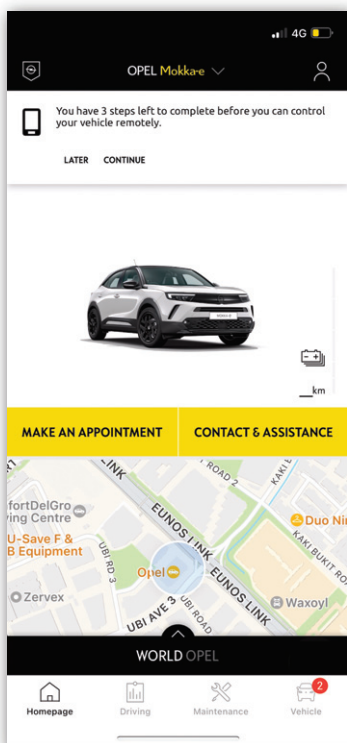 4G
OPEL Mokka-e
You have 3 steps left to complete before you can control
your vehicle remotely.
LATER CONTINUE
MOKKA-E
__km
MAKE AN APPOINTMENT CONTACT & ASSISTANCE
LINK
ROAD 2
KAKI
fortDelGro
ving Centre
EUNOS LINK
Duo Nin
U-Save F &
B Equipment
UBI RD 3
Opel
EUNOS LINK
KAKI BUKIT RO
Zervex
UBI AVE 3
UBI ROAD
Waxoyl
WORLD OPEL
2
Homepage Driving Maintenance Vehicle